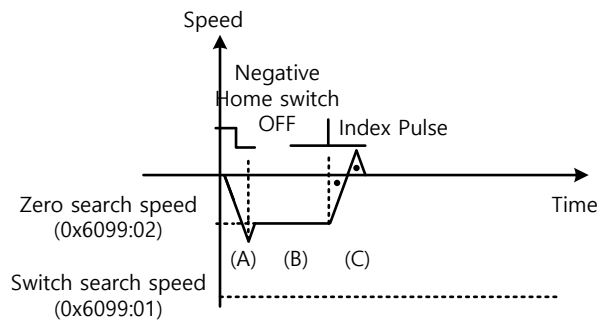 Speed
Negative
Home switch
OFF
Index Pulse
Zero search speed
(0x6099:02)
Time
(A)
(B)
(C)
Switch search speed
(0x6099:01)